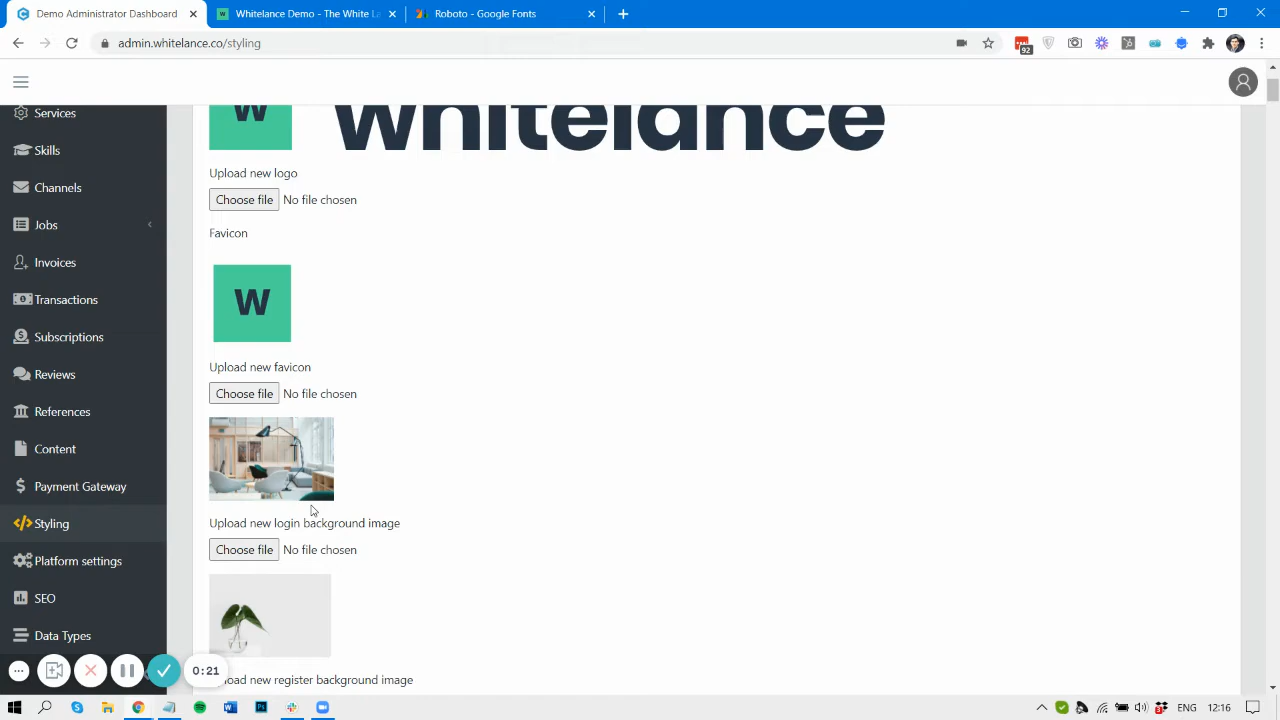 Demo Administrator Dashboard
Whitelance Demo - The White La
Roboto - Google Fonts
admin.whitelance.co/styling
92
Services
Skills
Channels
Jobs
Invoices
Transactions
Subscriptions
Reviews
References
Content
Payment Gateway
Styling
Platform settings
SEO
Data Types
0:21
W whitelance
Upload new logo
Choose file No file chosen
Favicon
W
Upload new favicon
Choose file No file chosen
Upload new login background image
Choose file No file chosen
oad new register background image
ENG 12:16